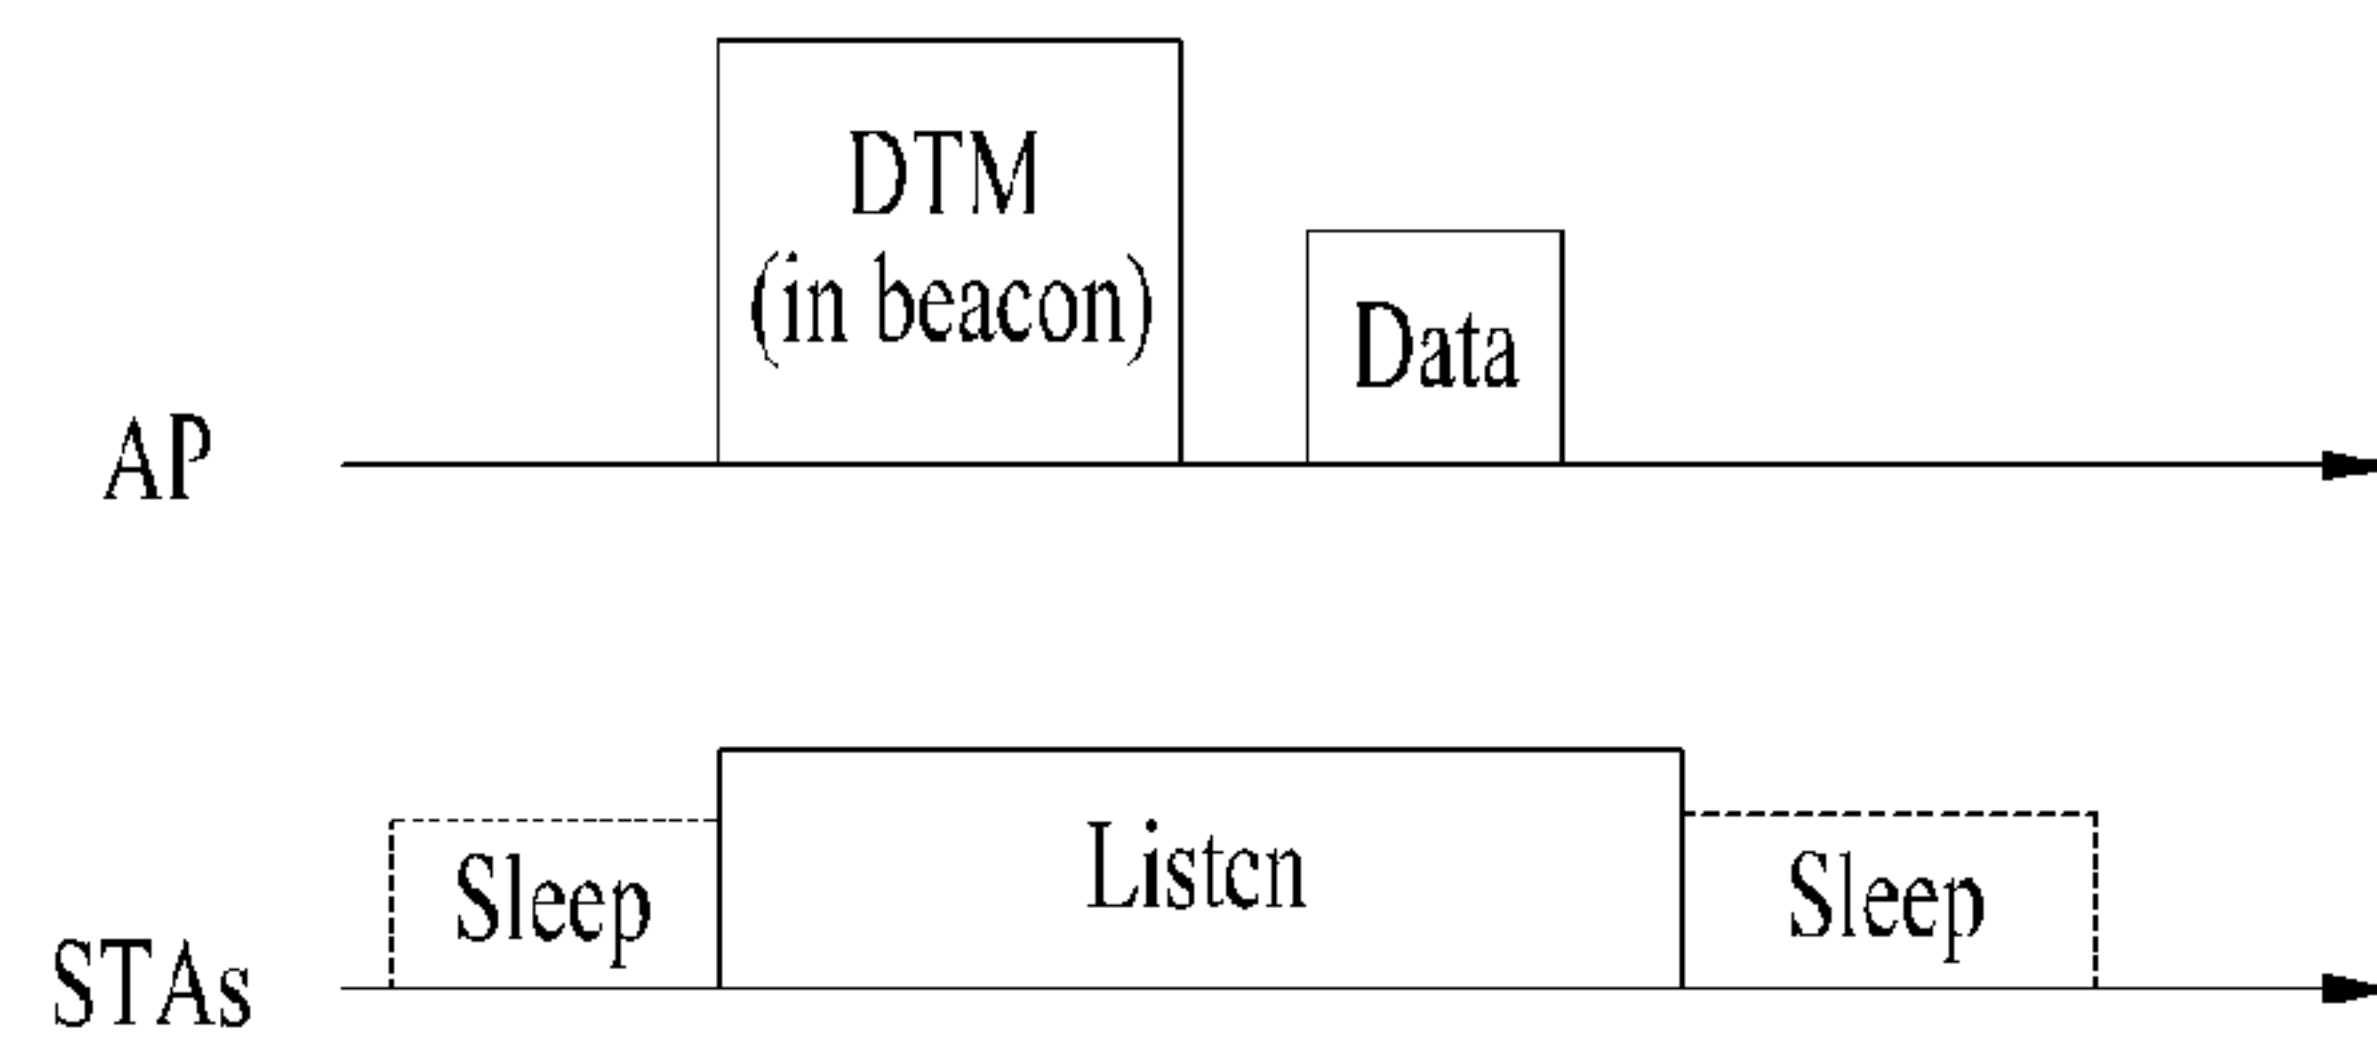 DTM
(in beacon)
Data
AP
Listen
Sleep
Sleep
STAs